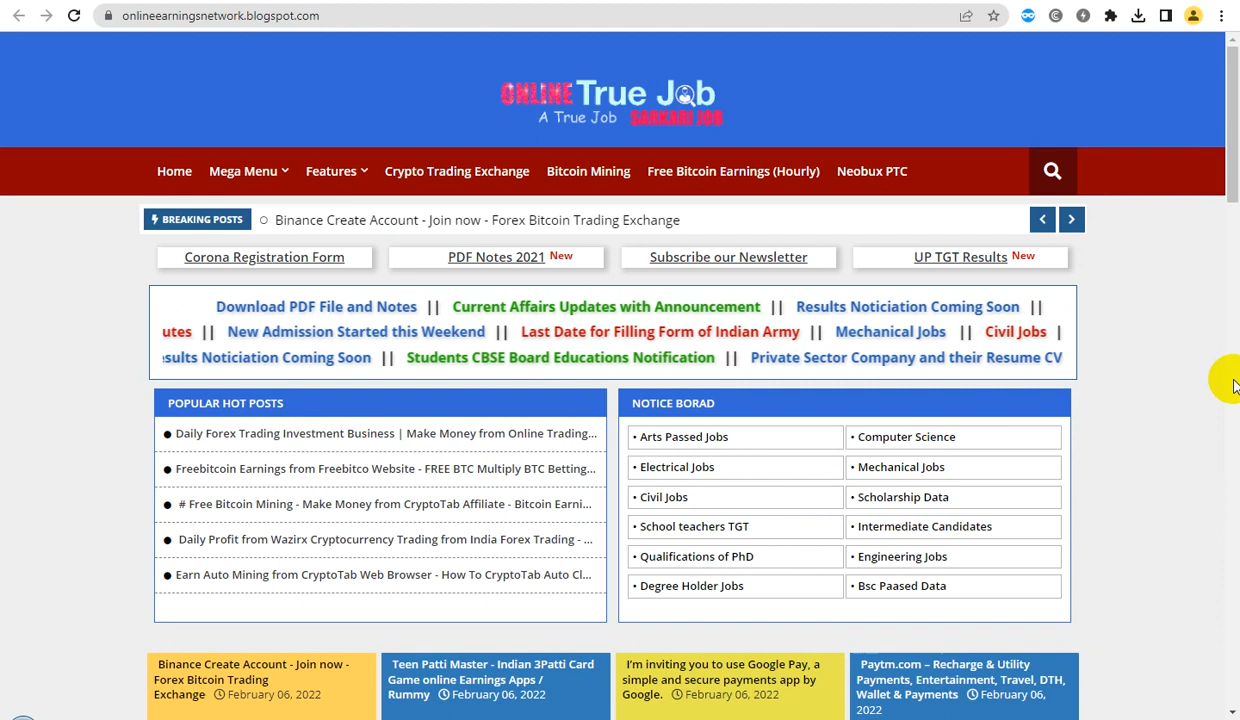 onlineearningsnetwork.blogspot.com
ONLINE True Job
A True Job SARKARI JOB
Home Mega Menu Features Crypto Trading Exchange Bitcoin Mining Free Bitcoin Earnings (Hourly) Neobux PTC
BREAKING POSTS Binance Create Account - Join now - Forex Bitcoin Trading Exchange
Corona Registration Form PDF Notes 2021 New Subscribe our Newsletter UP TGT Results New
Download PDF File and Notes || Current Affairs Updates with Announcement || Results Noticiation Coming Soon ||
utes || New Admission Started this Weekend || Last Date for Filling Form of Indian Army || Mechanical Jobs || Civil Jobs |
sults Noticiation Coming Soon || Students CBSE Board Educations Notification || Private Sector Company and their Resume CV
POPULAR HOT POSTS
Daily Forex Trading Investment Business | Make Money from Online Trading...
Freebitcoin Earnings from Freebitco Website - FREE BTC Multiply BTC Betting...
# Free Bitcoin Mining - Make Money from CryptoTab Affiliate - Bitcoin Earni...
Daily Profit from Wazirx Cryptocurrency Trading from India Forex Trading - ...
Earn Auto Mining from CryptoTab Web Browser - How To CryptoTab Auto Cl...
NOTICE BORAD
• Arts Passed Jobs • Computer Science
• Electrical Jobs • Mechanical Jobs
• Civil Jobs • Scholarship Data
• School teachers TGT • Intermediate Candidates
• Qualifications of PhD • Engineering Jobs
• Degree Holder Jobs • Bsc Paased Data
Binance Create Account - Join now -
Forex Bitcoin Trading
Exchange February 06, 2022
Teen Patti Master - Indian 3Patti Card
Game online Earnings Apps /
Rummy February 06, 2022
I'm inviting you to use Google Pay, a
simple and secure payments app by
Google. February 06, 2022
Paytm.com – Recharge & Utility
Payments, Entertainment, Travel, DTH,
Wallet & Payments February 06,
2022